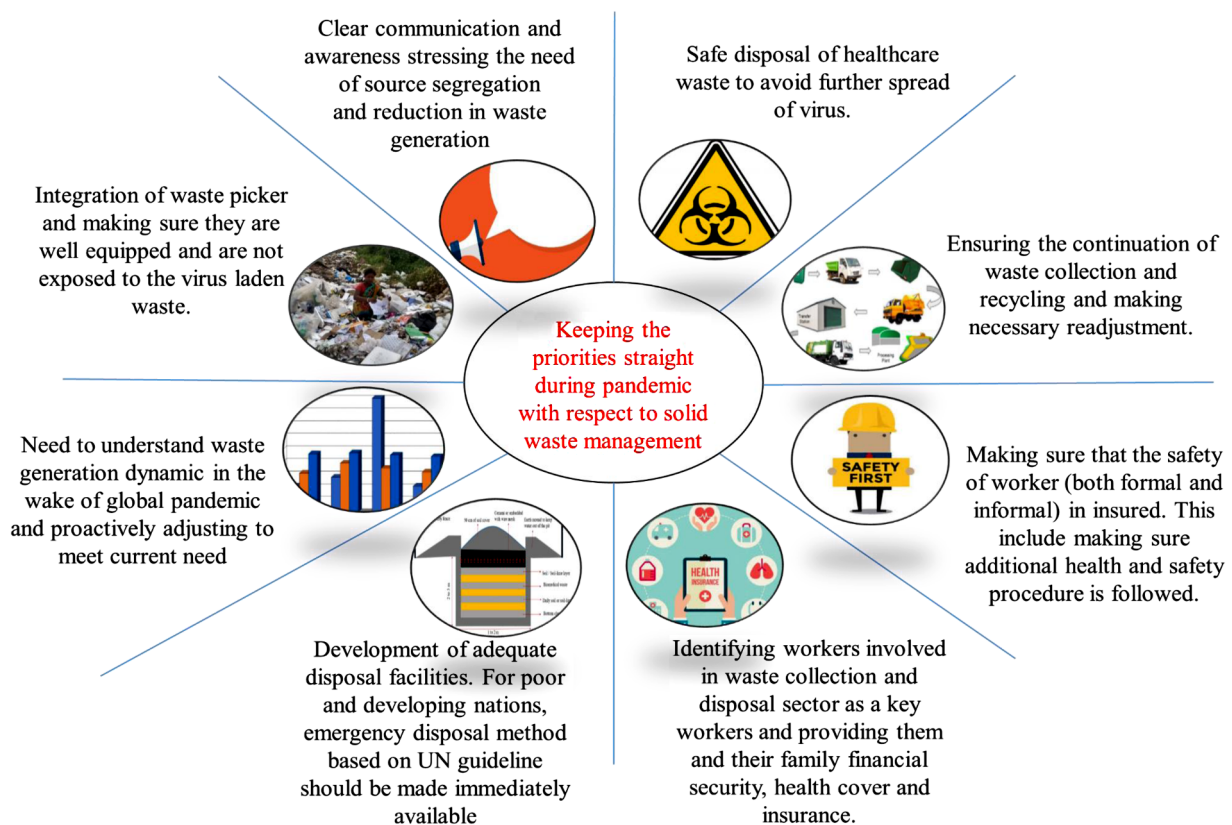 Clear communication and
awareness stressing the need
of source segregation
and reduction in waste
generation
Safe disposal of healthcare
waste to avoid further spread
of virus.
Integration of waste picker
and making sure they are
well equipped and are not
exposed to the virus laden
waste.
Ensuring the continuation of
waste collection and
recycling and making
necessary readjustment.
Keeping the
priorities straight
during pandemic
with respect to solid
waste management
Need to understand waste
generation dynamic in the
wake of global pandemic
and proactively adjusting to
meet current need
SAFETY
FIRST
Making sure that the safety
of worker (both formal and
informal) in insured. This
include making sure
additional health and safety
procedure is followed.
HEALTH
INSURANCE
Development of adequate
disposal facilities. For poor
and developing nations,
emergency disposal method
based on UN guideline
should be made immediately
available
Identifying workers involved
in waste collection and
disposal sector as a key
workers and providing them
and their family financial
security, health cover and
insurance.